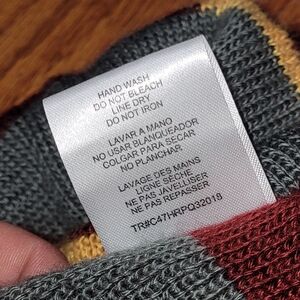 HAND WASH
DO NOT BLEACH
LINE DRY
DO NOT IRON
LAVAR A MANO
NO USAR BLANQUEADOR
COLGAR PARA SECAR
NO PLANCHAR.
LAVAGE DES MAINS
LIGNE SÈCHE
NE PAS JAVELLISER
NE PAS REPASSER
TR#C47HRPQ32018